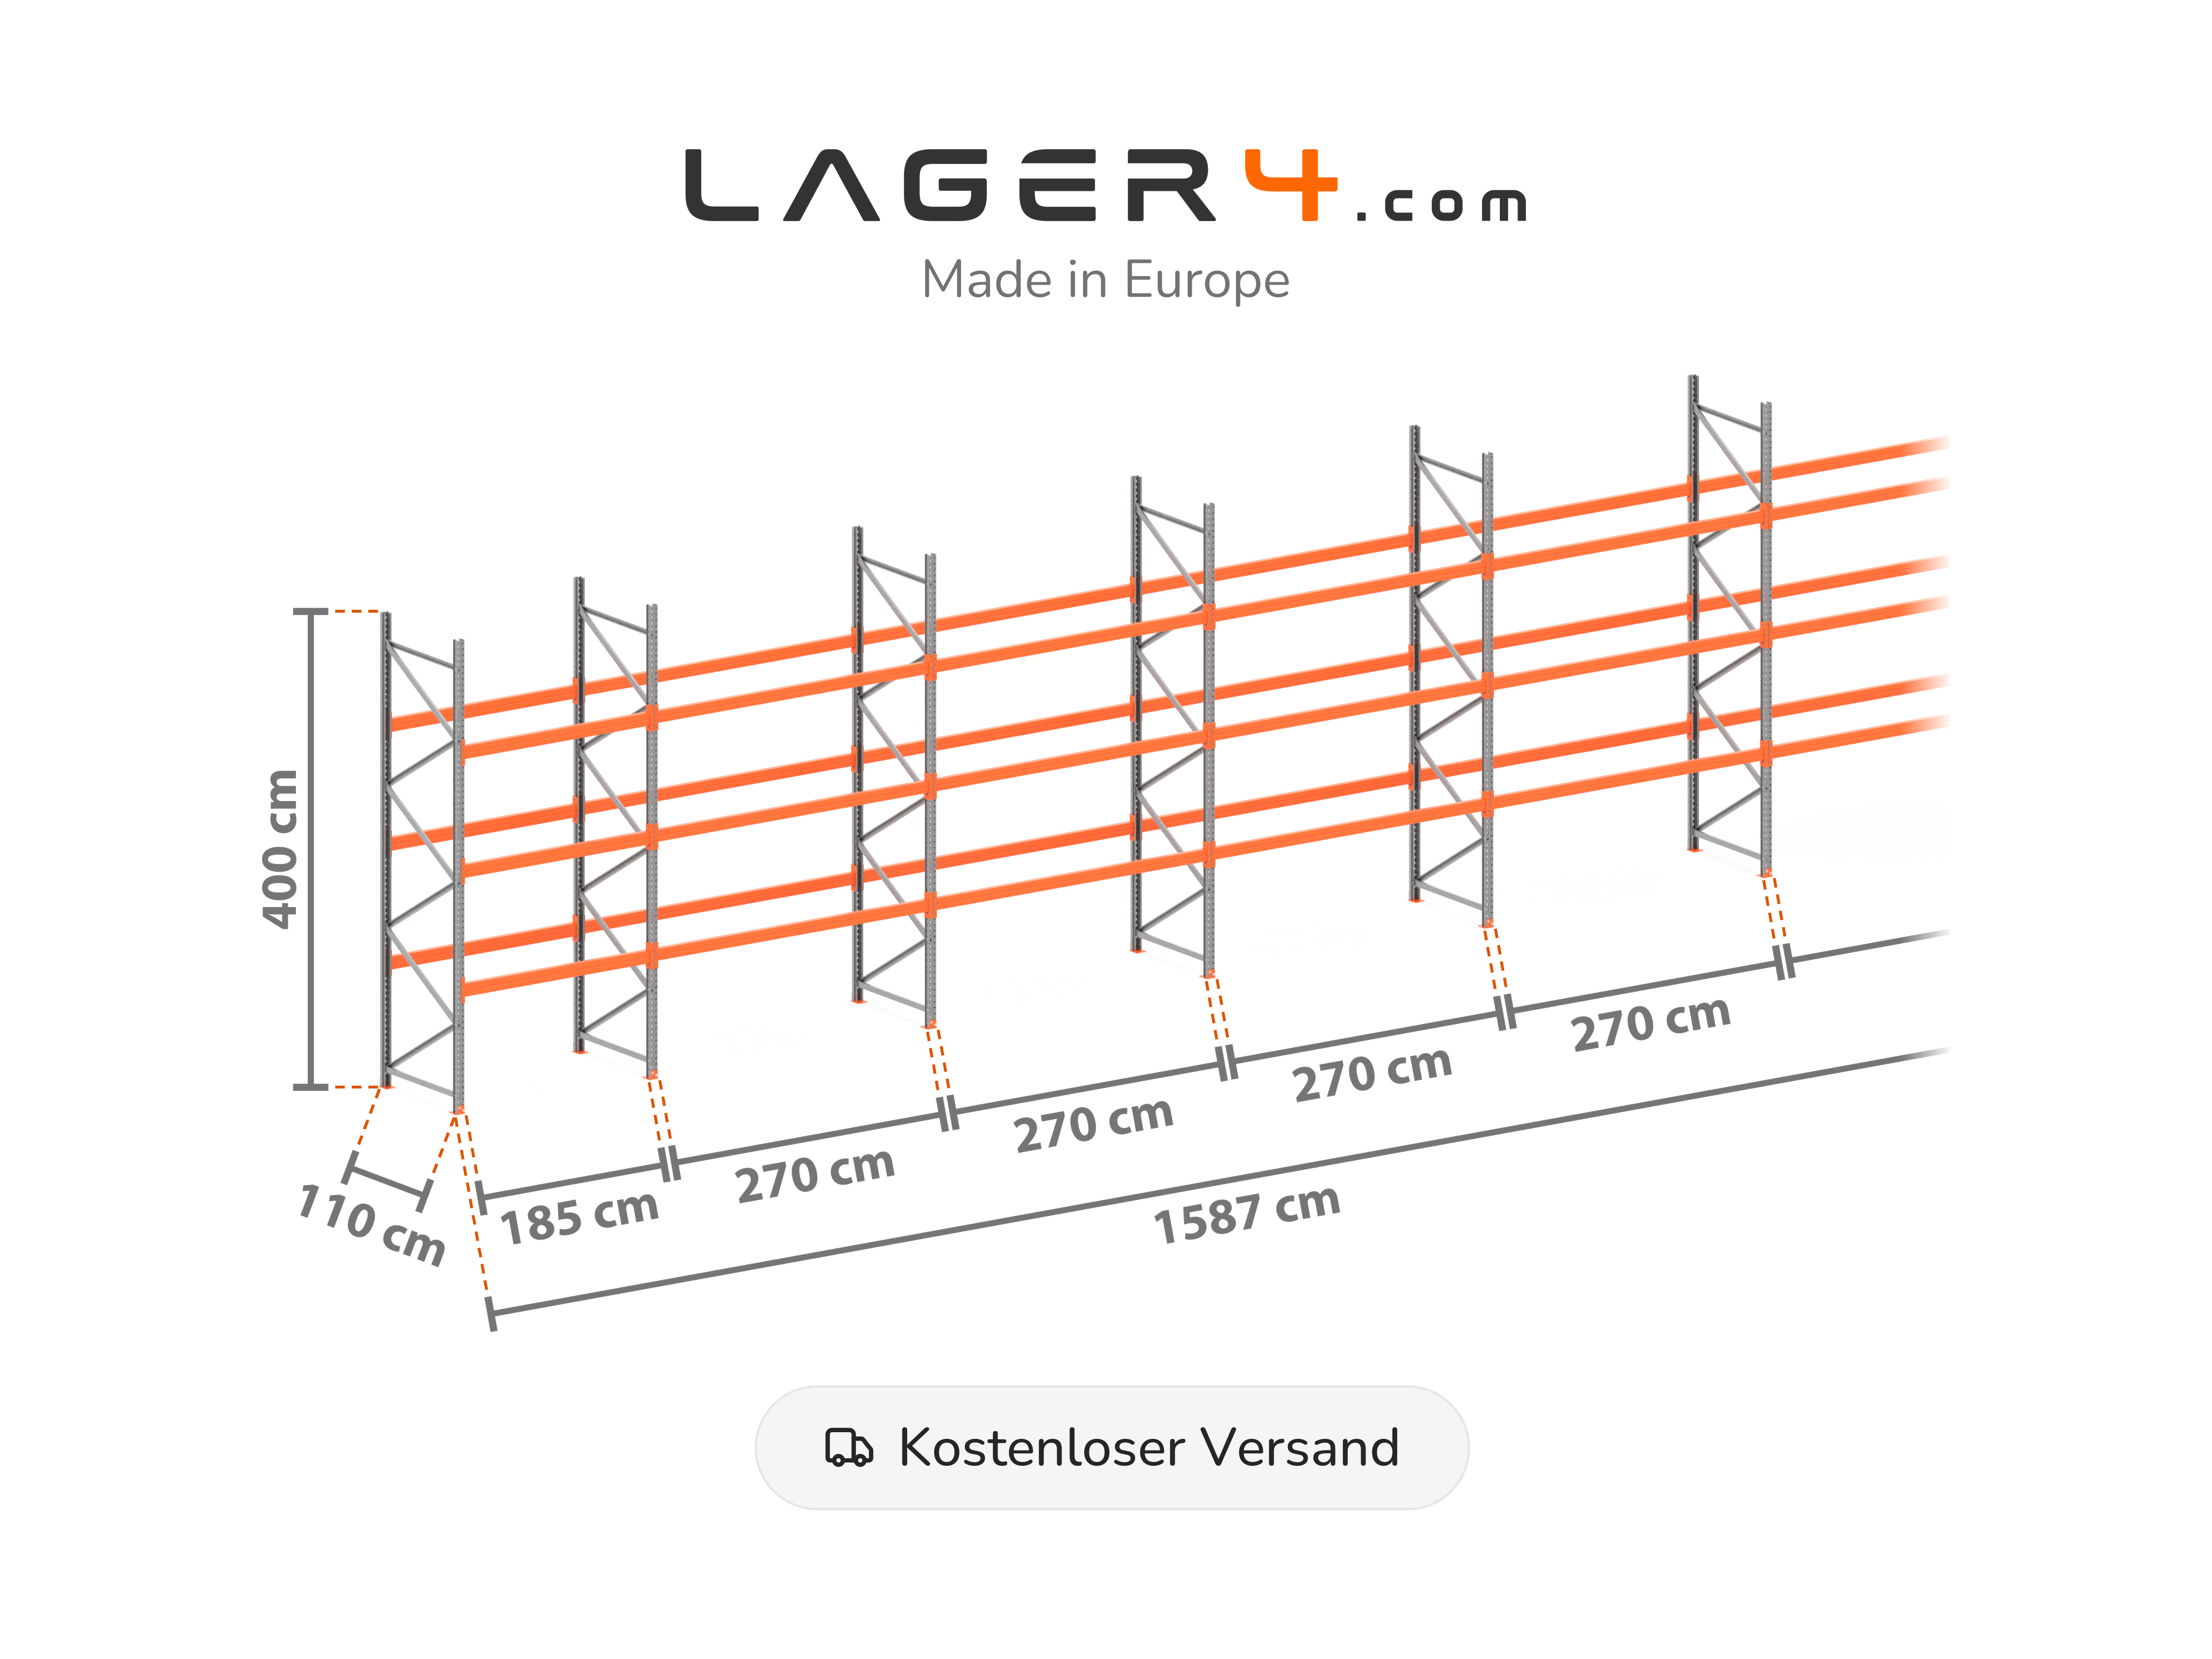 LAGER4.com
Made in Europe
400 cm
110 cm
185 cm
270 cm
270 cm
270 cm
270 cm
1587 cm
Kostenloser Versand